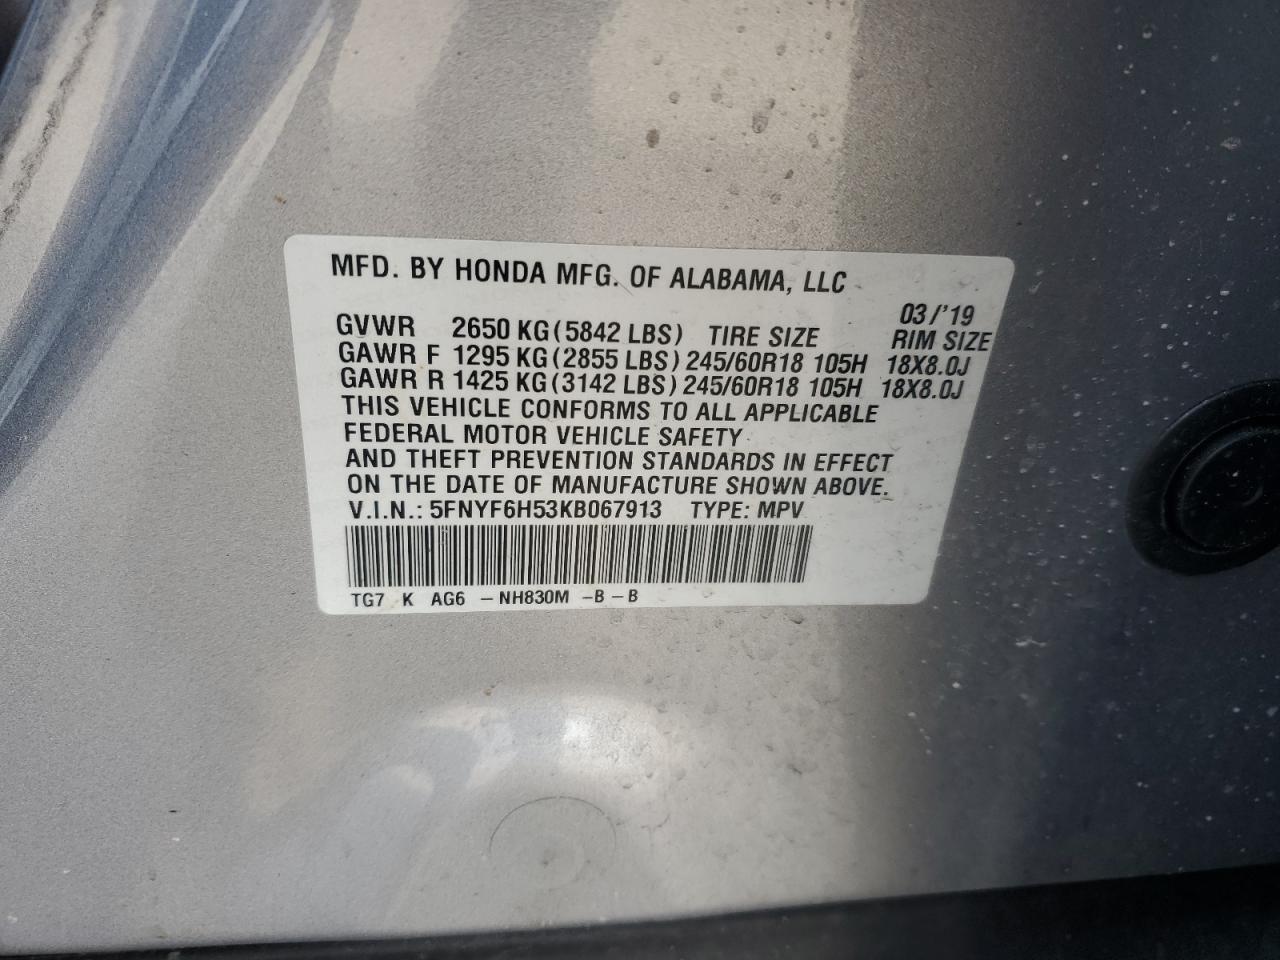 MFD. BY HONDA MFG. OF ALABAMA, LLC
03/'19
GVWR 2650 KG(5842 LBS) TIRE SIZE RIM SIZE
GAWR F 1295 KG(2855 LBS) 245/60R18 105H 18X8.0J
GAWR R 1425 KG(3142 LBS) 245/60R18 105H 18X8.0J
THIS VEHICLE CONFORMS TO ALL APPLICABLE
FEDERAL MOTOR VEHICLE SAFETY
AND THEFT PREVENTION STANDARDS IN EFFECT
ON THE DATE OF MANUFACTURE SHOWN ABOVE.
V.I.N.: 5FNYF6H53KB067913 TYPE: MPV
TG7 K AG6 -NH830M -B-B